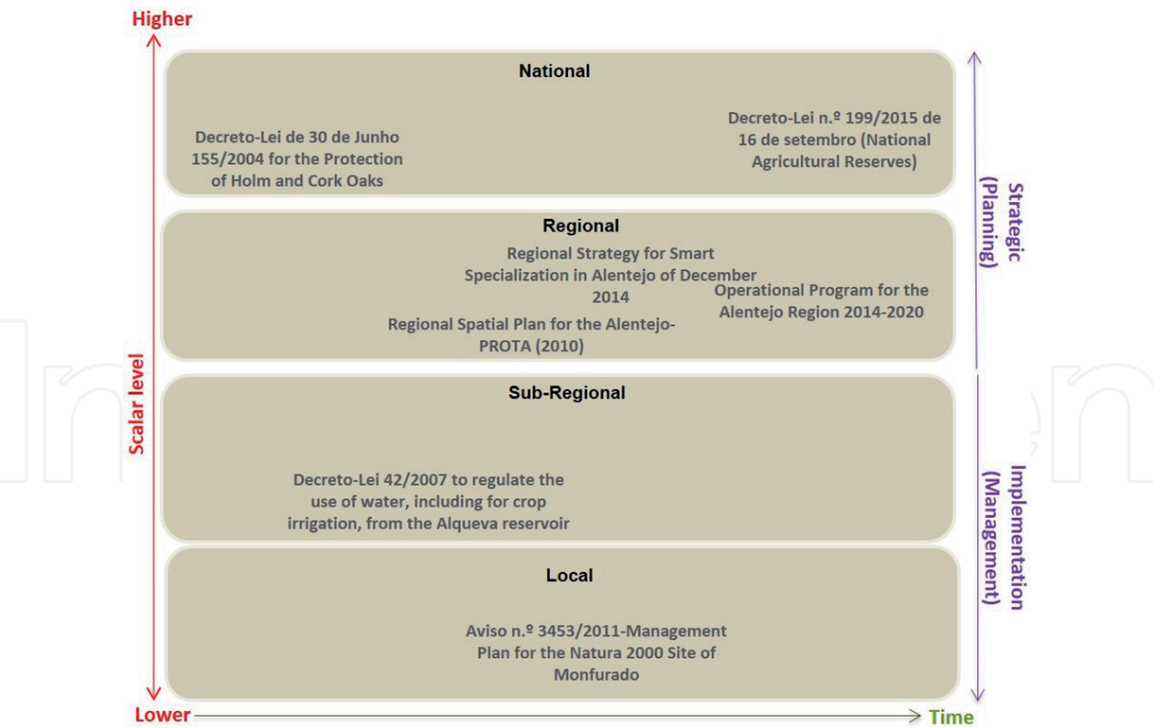 Higher
National
Decreto-Lei de 30 de Junho
155/2004 for the Protection
of Holm and Cork Oaks
Decreto-Lei n.º 199/2015 de
16 de setembro (National
Agricultural Reserves)
Regional
Regional Strategy for Smart
Specialization in Alentejo of December
2014
Operational Program for the
Alentejo Region 2014-2020
Regional Spatial Plan for the Alentejo-
PROTA (2010)
Sub-Regional
Decreto-Lei 42/2007 to regulate the
use of water, including for crop
irrigation, from the Alqueva reservoir
Local
Aviso n.º 3453/2011-Management
Plan for the Natura 2000 Site of
Monfurado
Scalar level
Strategic
(Planning)
Implementation
(Management)
Lower
Time